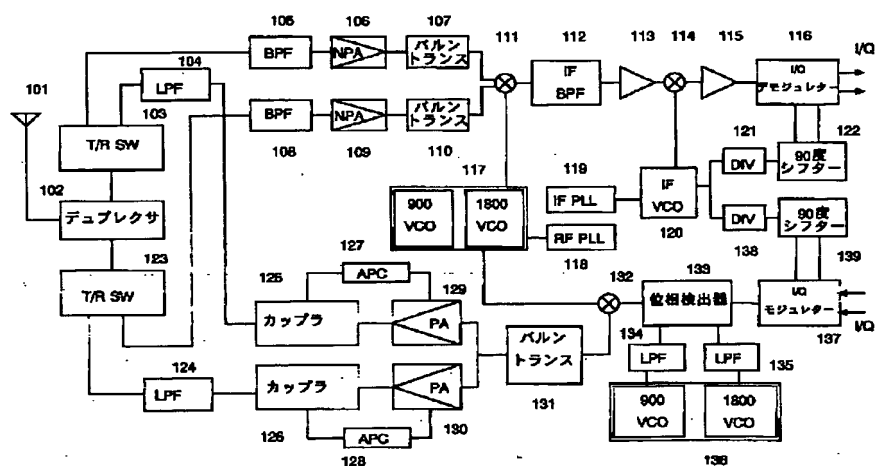 105
106
107
111
112
113
114
115
116
I/Q
101
104
BPF
NPA
バルン
トランス
IF
BPF
I/Q
デモジュレター
LPF
103
T/R SW
BPF
NPA
バルン
トランス
108
109
110
121
122
102
117
119
DIV
90度
シフター
デュプレクサ
900
VCO
1800
VCO
IF PLL
IF
VCO
123
127
RF PLL
120
DIV
90度
シフター
118
138
139
T/R SW
125
APC
129
132
133
カップラ
PA
位相検出器
I/Q
モジュレター
124
134
137
I/Q
LPF
カップラ
PA
バルン
トランス
LPF
LPF
135
126
APC
130
131
900
VCO
1800
VCO
128
136